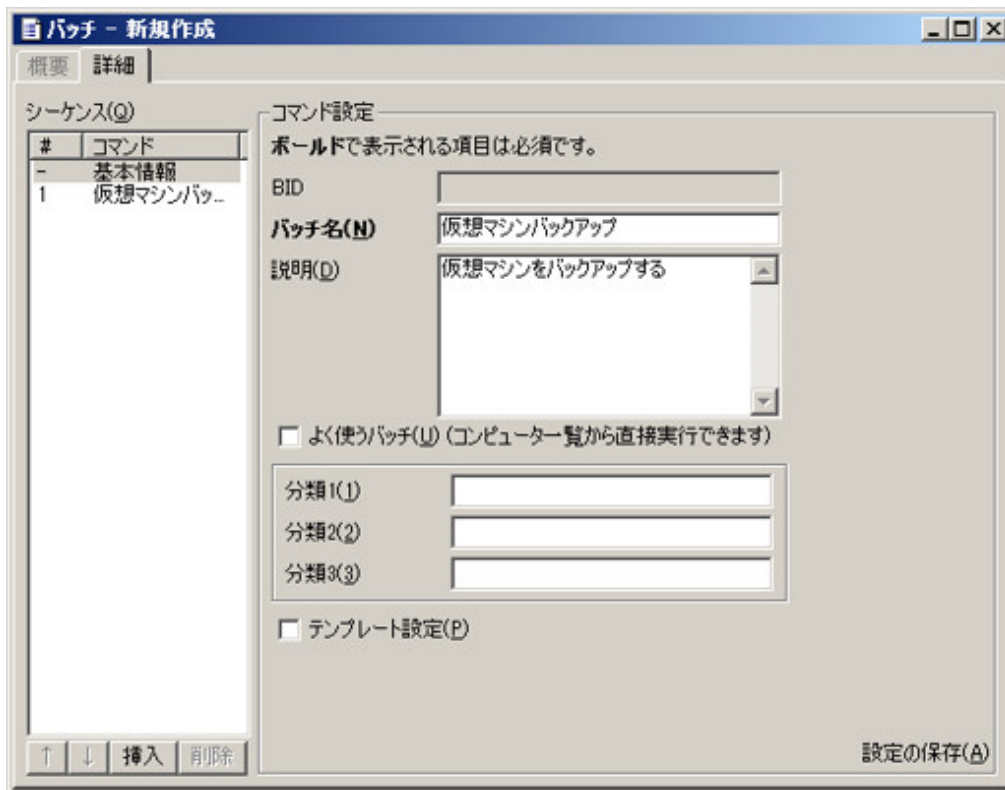 バッチ - 新規作成
概要 詳細
シーケンス(Q)
# コマンド
- 基本情報
1 仮想マシンバッ...
↑ ↓ 挿入 削除
コマンド設定
ボールドで表示される項目は必須です。
BID
バッチ名(N) 仮想マシンバックアップ
説明(D) 仮想マシンをバックアップする
よく使うバッチ(U) (コンピューター覧から直接実行できます)
分類1(1)
分類2(2)
分類3(3)
テンプレート設定(P)
設定の保存(A)